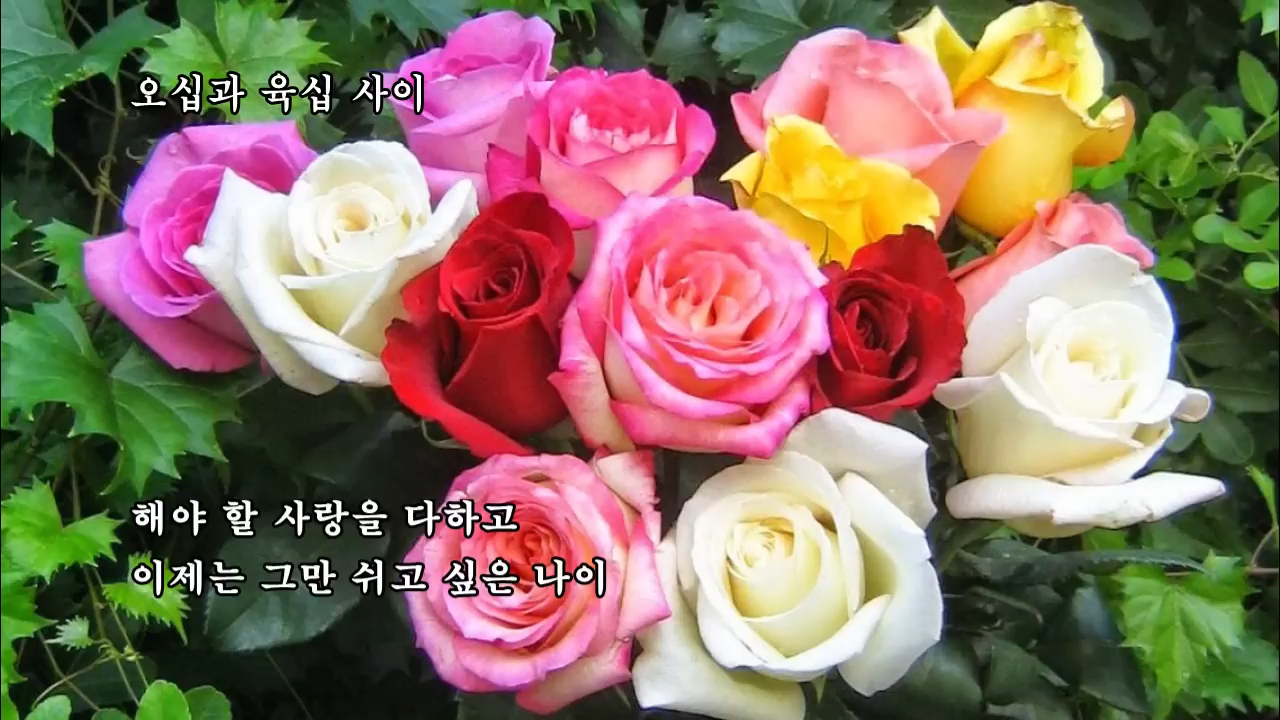 오십과 육십 사이
해야 할 사랑을 다하고
이제는 그만 쉬고 싶은 나이